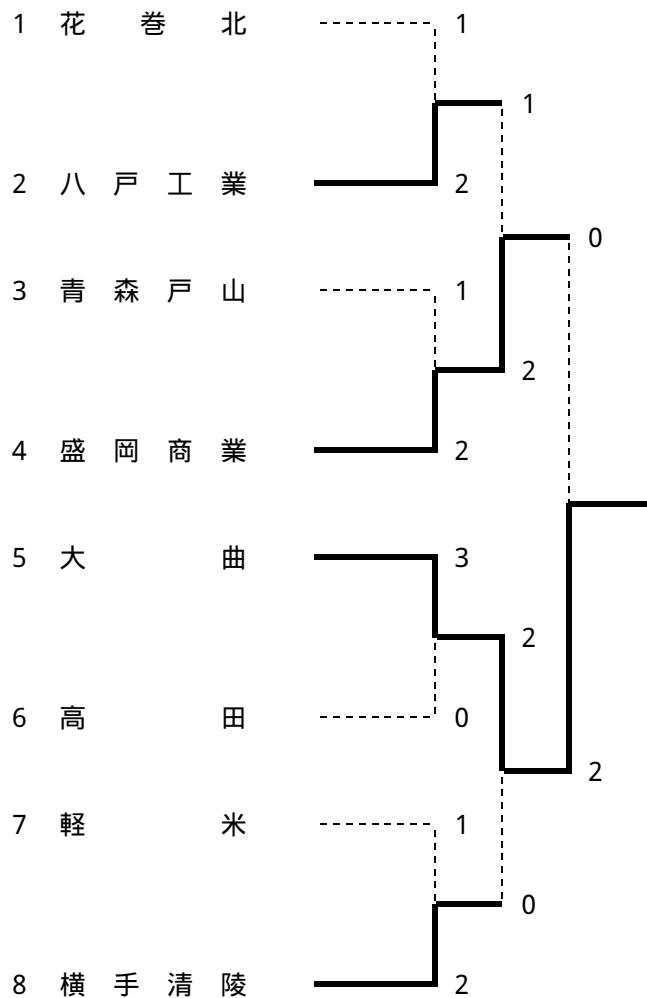 1 花巻北 1
1
2 八戸工業 2
0
3 青森戸山 1
2
4 盛岡商業 2
5 大曲 3
2
6 高田 0
2
7 軽米 1
0
8 横手清陵 2